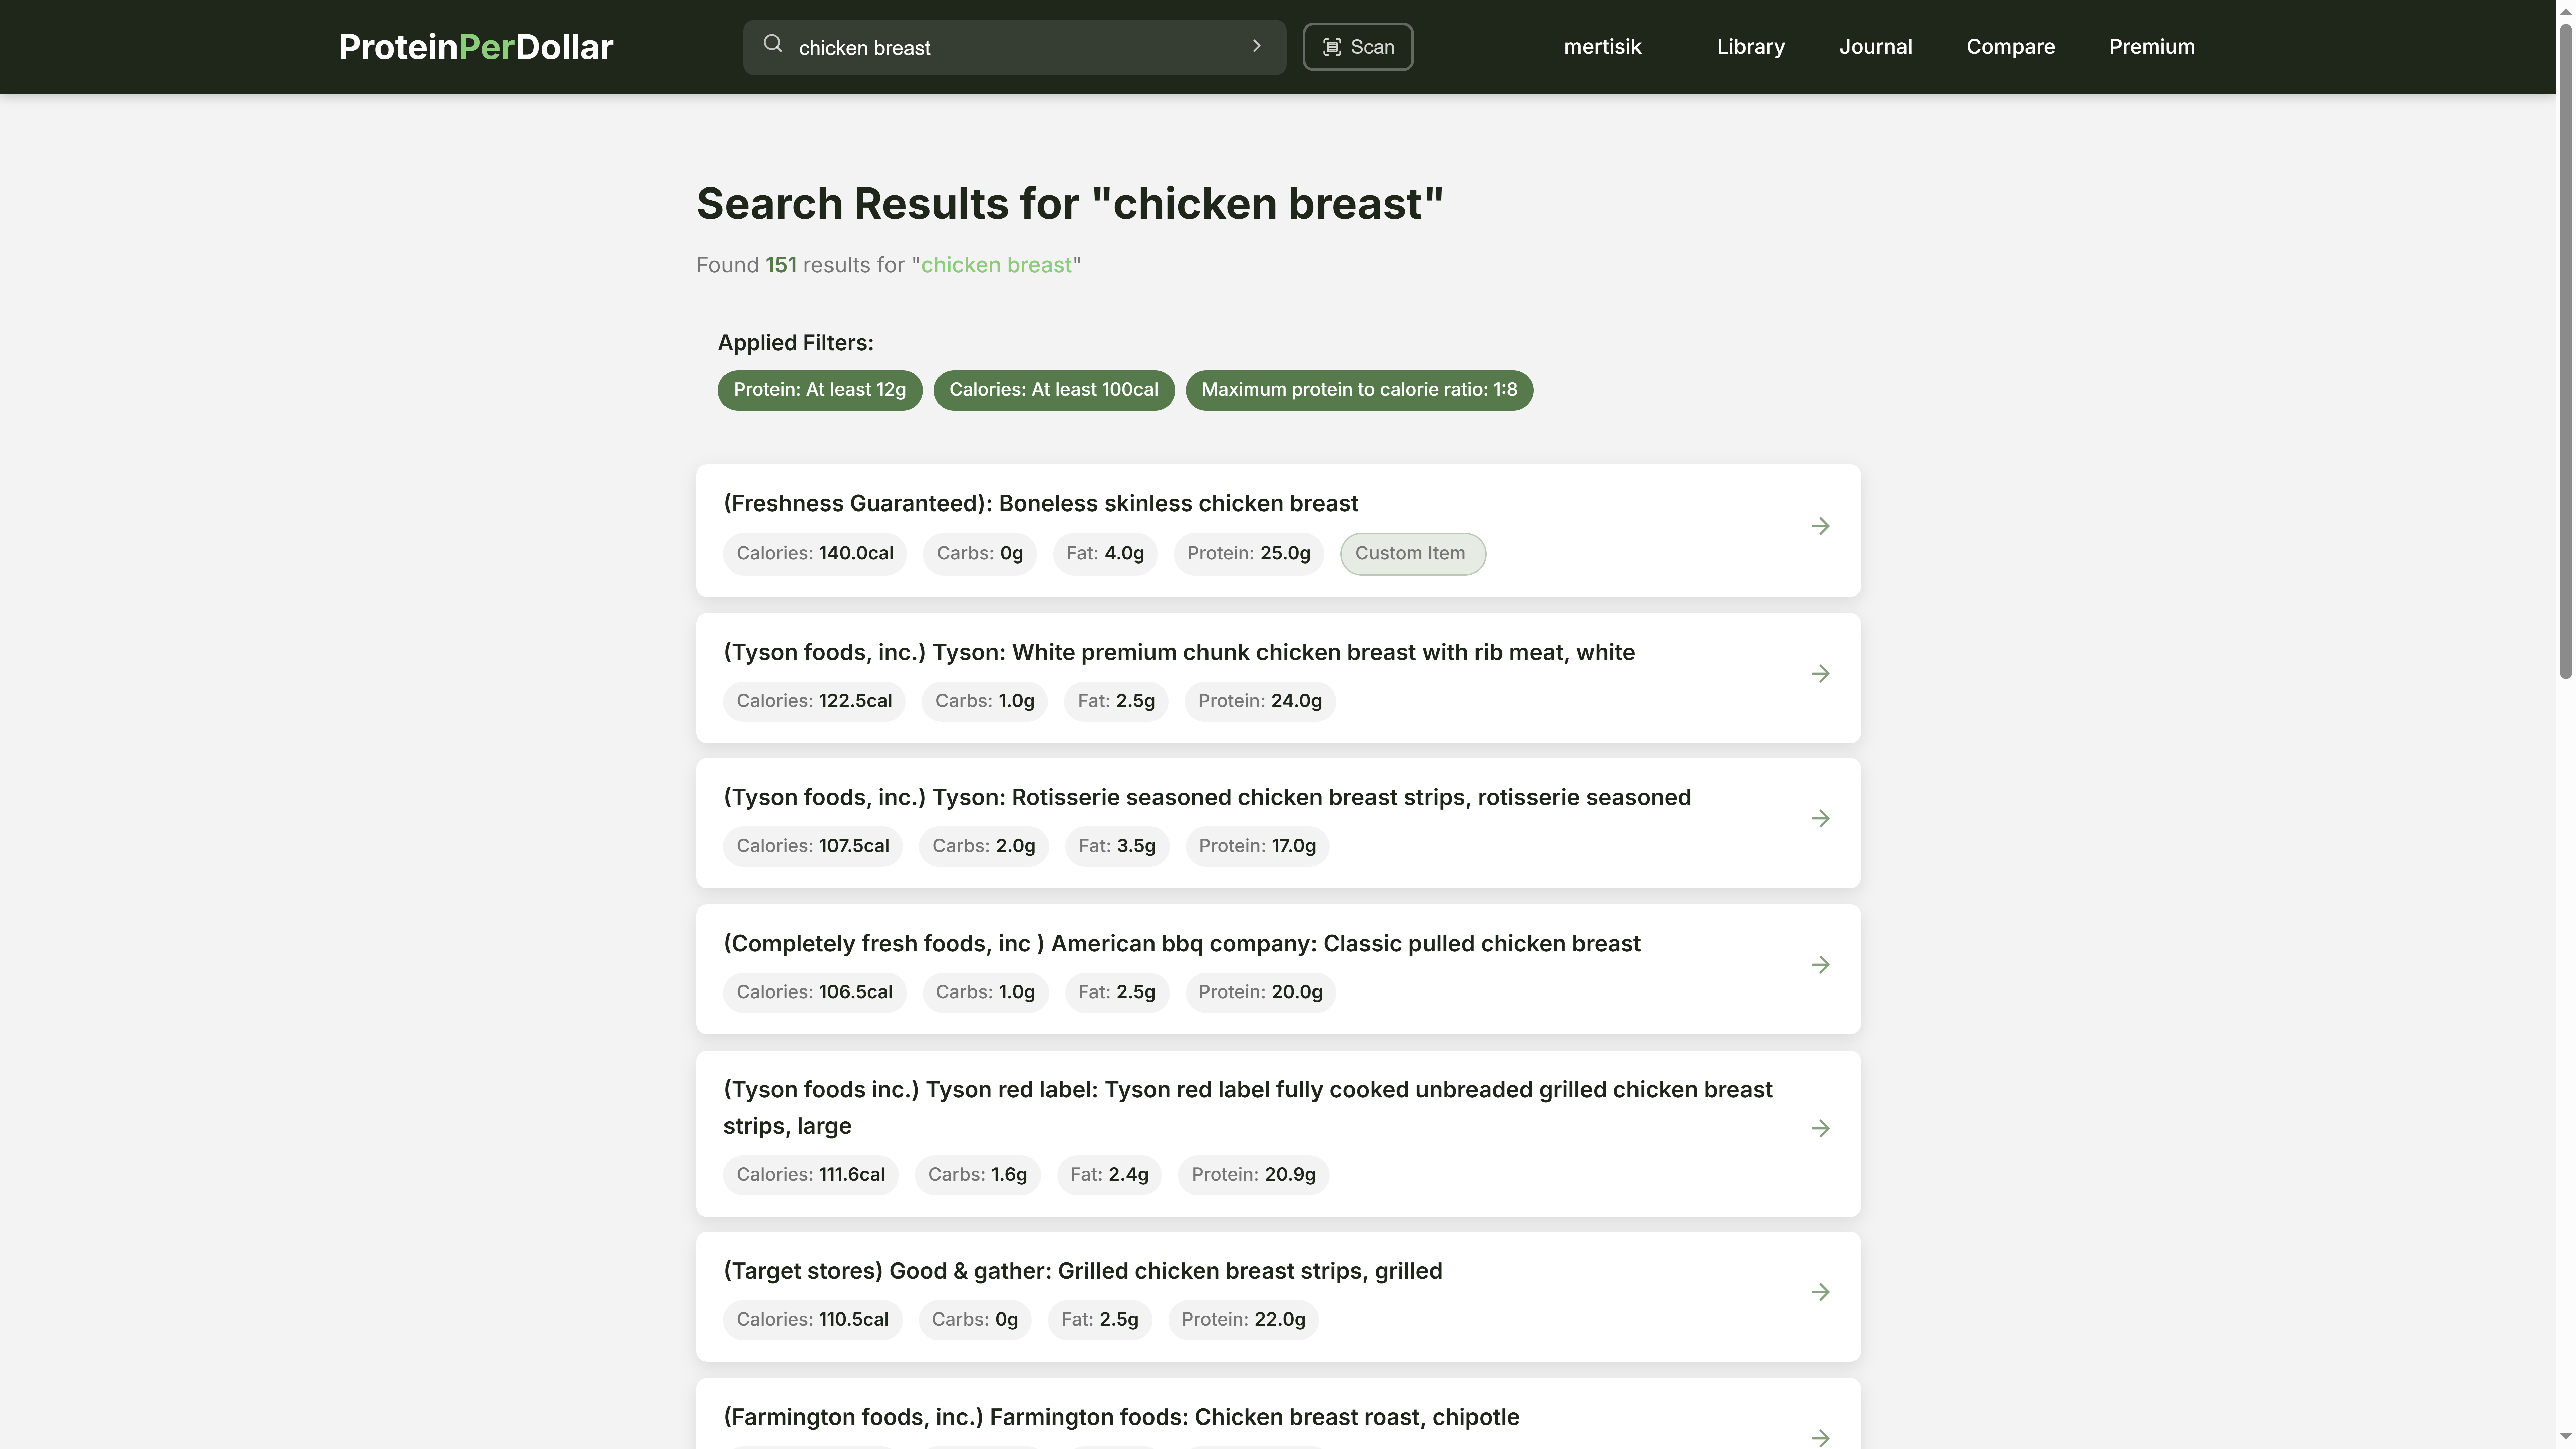 ProteinPerDollar
chicken breast
Scan
mertisik
Library
Journal
Compare
Premium
Search Results for "chicken breast"
Found 151 results for "chicken breast"
Applied Filters:
Protein: At least 12g
Calories: At least 100cal
Maximum protein to calorie ratio: 1:8
(Freshness Guaranteed): Boneless skinless chicken breast
Calories: 140.0cal
Carbs: 0g
Fat: 4.0g
Protein: 25.0g
Custom Item
(Tyson foods, inc.) Tyson: White premium chunk chicken breast with rib meat, white
Calories: 122.5cal
Carbs: 1.0g
Fat: 2.5g
Protein: 24.0g
(Tyson foods, inc.) Tyson: Rotisserie seasoned chicken breast strips, rotisserie seasoned
Calories: 107.5cal
Carbs: 2.0g
Fat: 3.5g
Protein: 17.0g
(Completely fresh foods, inc ) American bbq company: Classic pulled chicken breast
Calories: 106.5cal
Carbs: 1.0g
Fat: 2.5g
Protein: 20.0g
(Tyson foods inc.) Tyson red label: Tyson red label fully cooked unbreaded grilled chicken breast
strips, large
Calories: 111.6cal
Carbs: 1.6g
Fat: 2.4g
Protein: 20.9g
(Target stores) Good & gather: Grilled chicken breast strips, grilled
Calories: 110.5cal
Carbs: 0g
Fat: 2.5g
Protein: 22.0g
(Farmington foods, inc.) Farmington foods: Chicken breast roast, chipotle